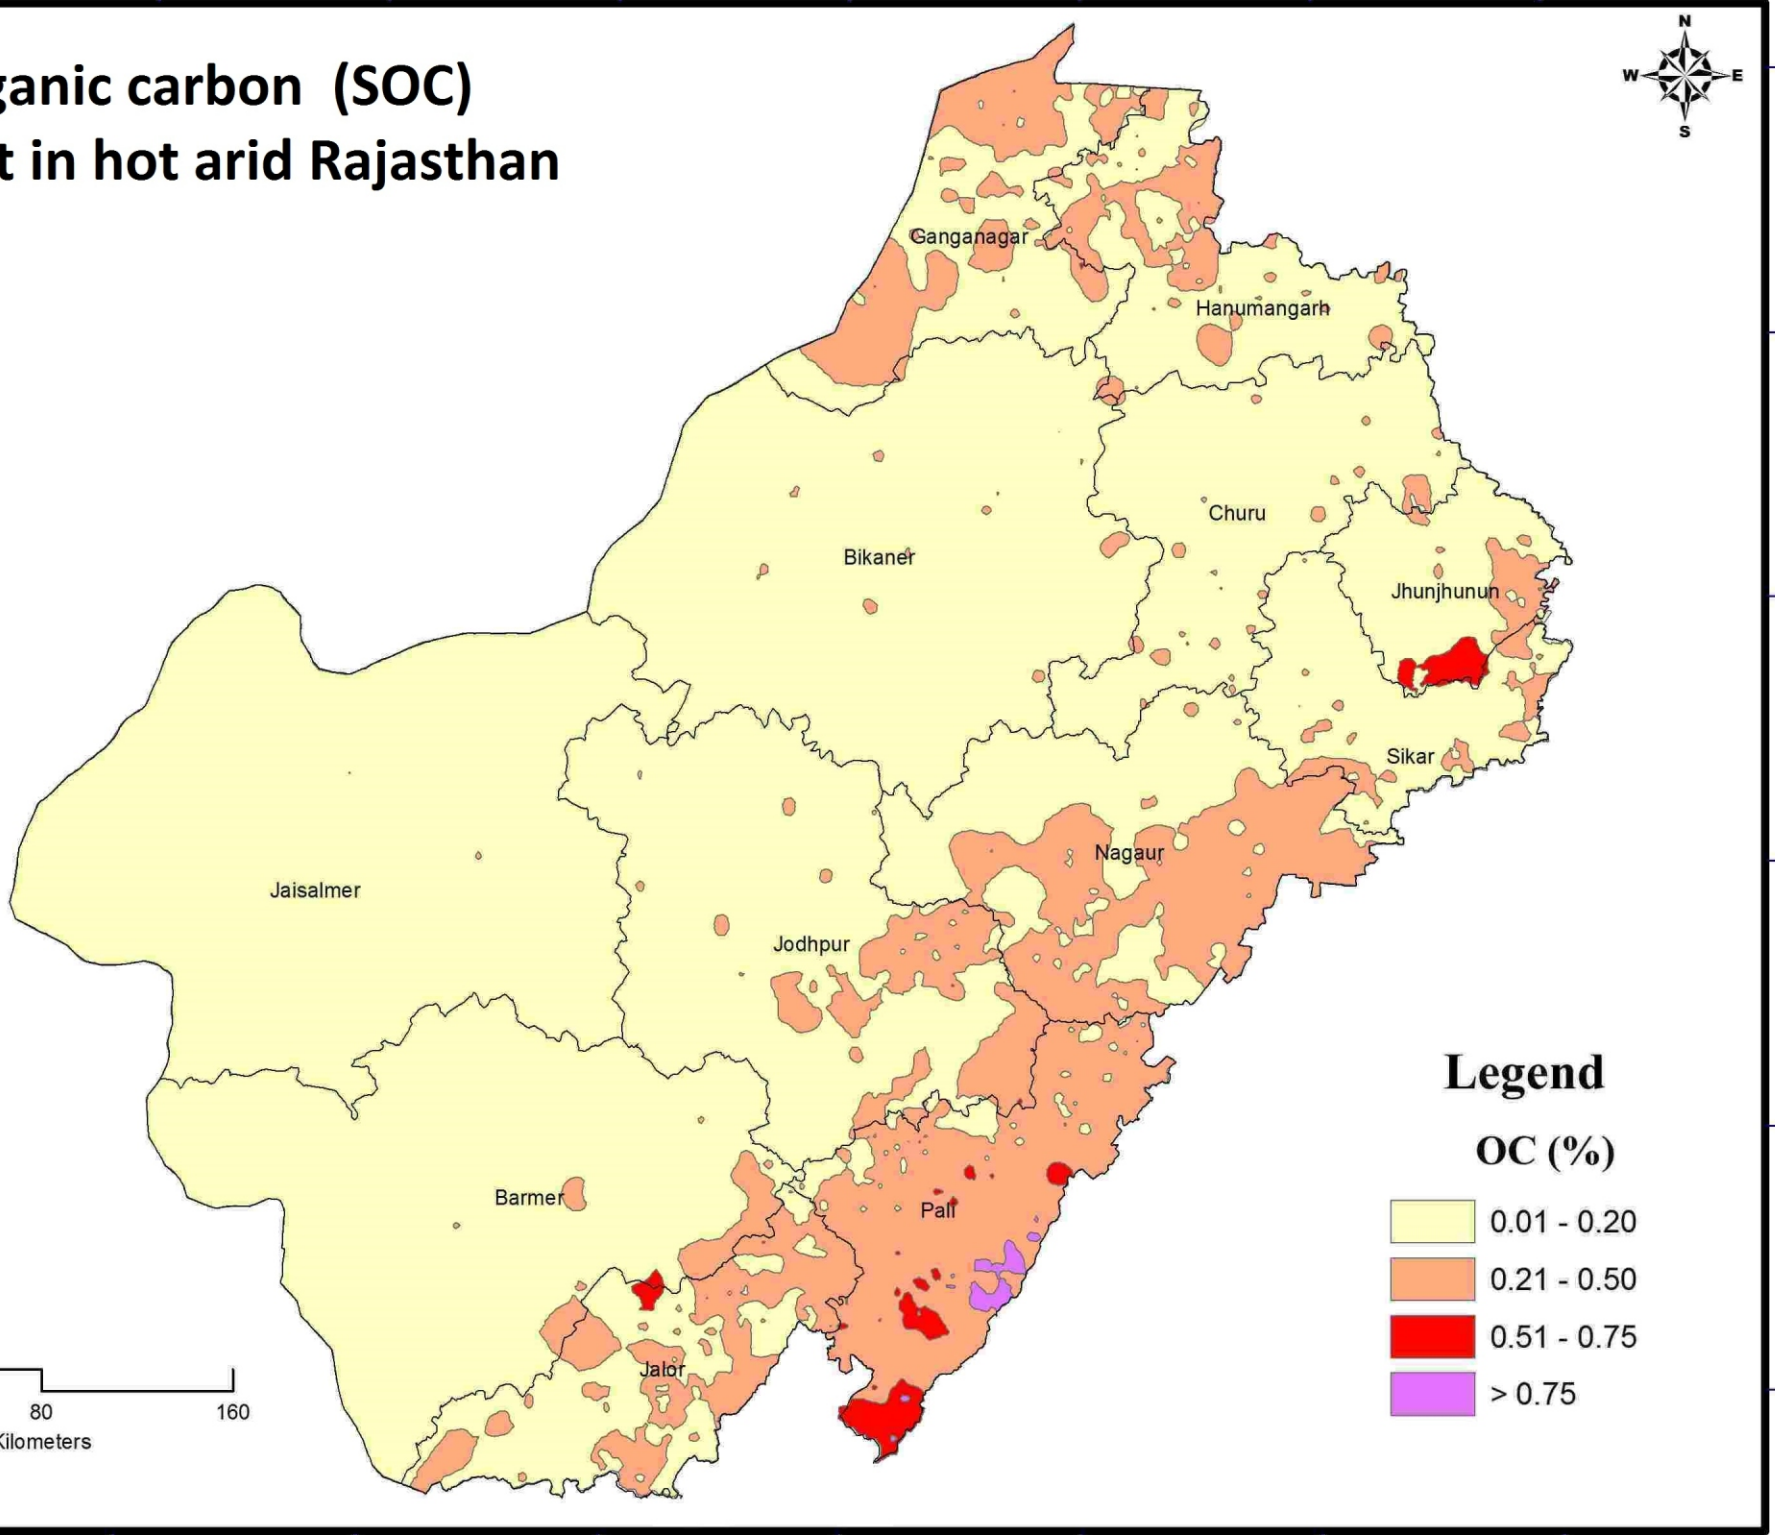 ganic carbon (SOC)
t in hot arid Rajasthan
N
W E
S
Ganganagar
Hanumangarh
Churu
Bikaner
Jhunjhunun
Sikar
Nagaur
Jaisalmer
Jodhpur
Barmer
Pali
Jalor
Legend
OC (%)
0.01 - 0.20
0.21 - 0.50
0.51 - 0.75
> 0.75
80 160
Kilometers